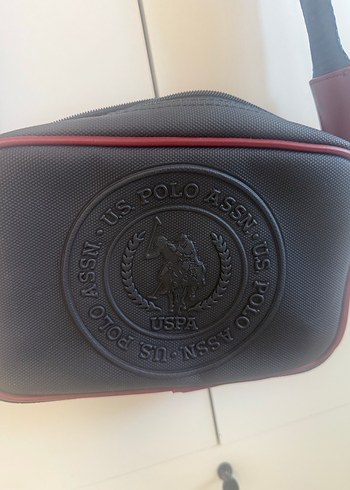 · U.S. POLO ASSN. · U.S. POLO ASSN. · U.S. POLO ASSN.
USPA